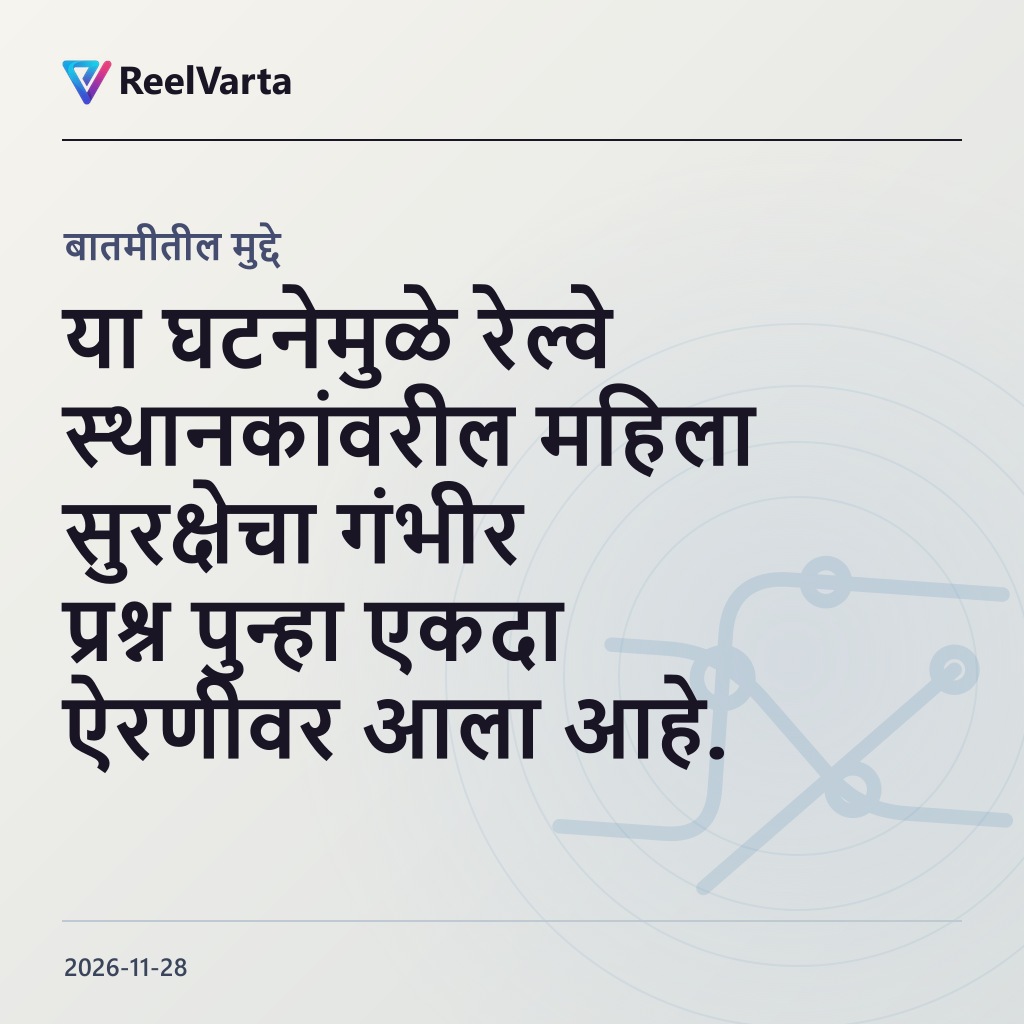 ReelVarta
बातमीतील मुद्दे
या घटनेमुळे रेल्वे
स्थानकांवरील महिला
सुरक्षेचा गंभीर
प्रश्न पुन्हा एकदा
ऐरणीवर आला आहे.
2026-11-28